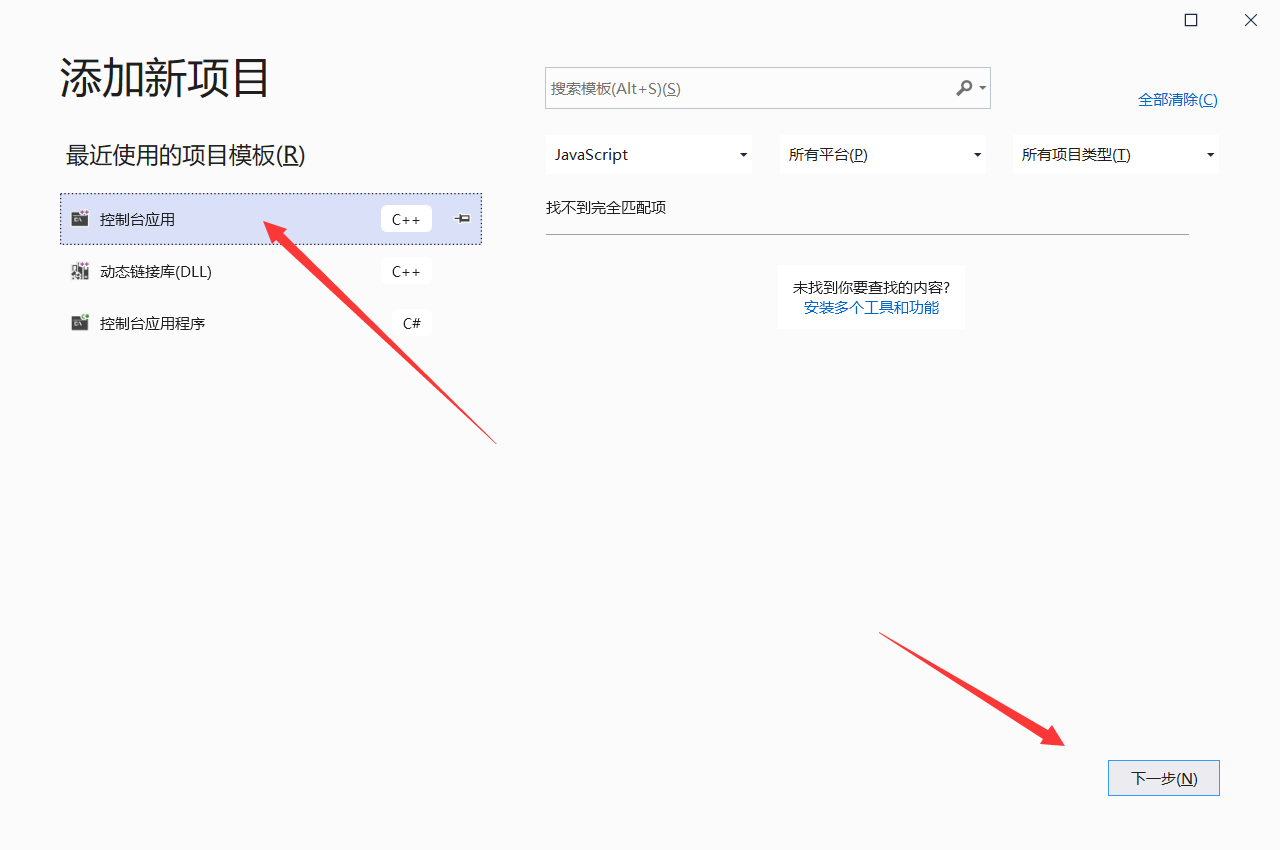 添加新项目
最近使用的项目模板(R)
控制台应用 C++
动态链接库(DLL) C++
控制台应用程序 C#
搜索模板(Alt+S)(S)
全部清除(C)
JavaScript 所有平台(P) 所有项目类型(T)
找不到完全匹配项
未找到你要查找的内容?
安装多个工具和功能
下一步(N)